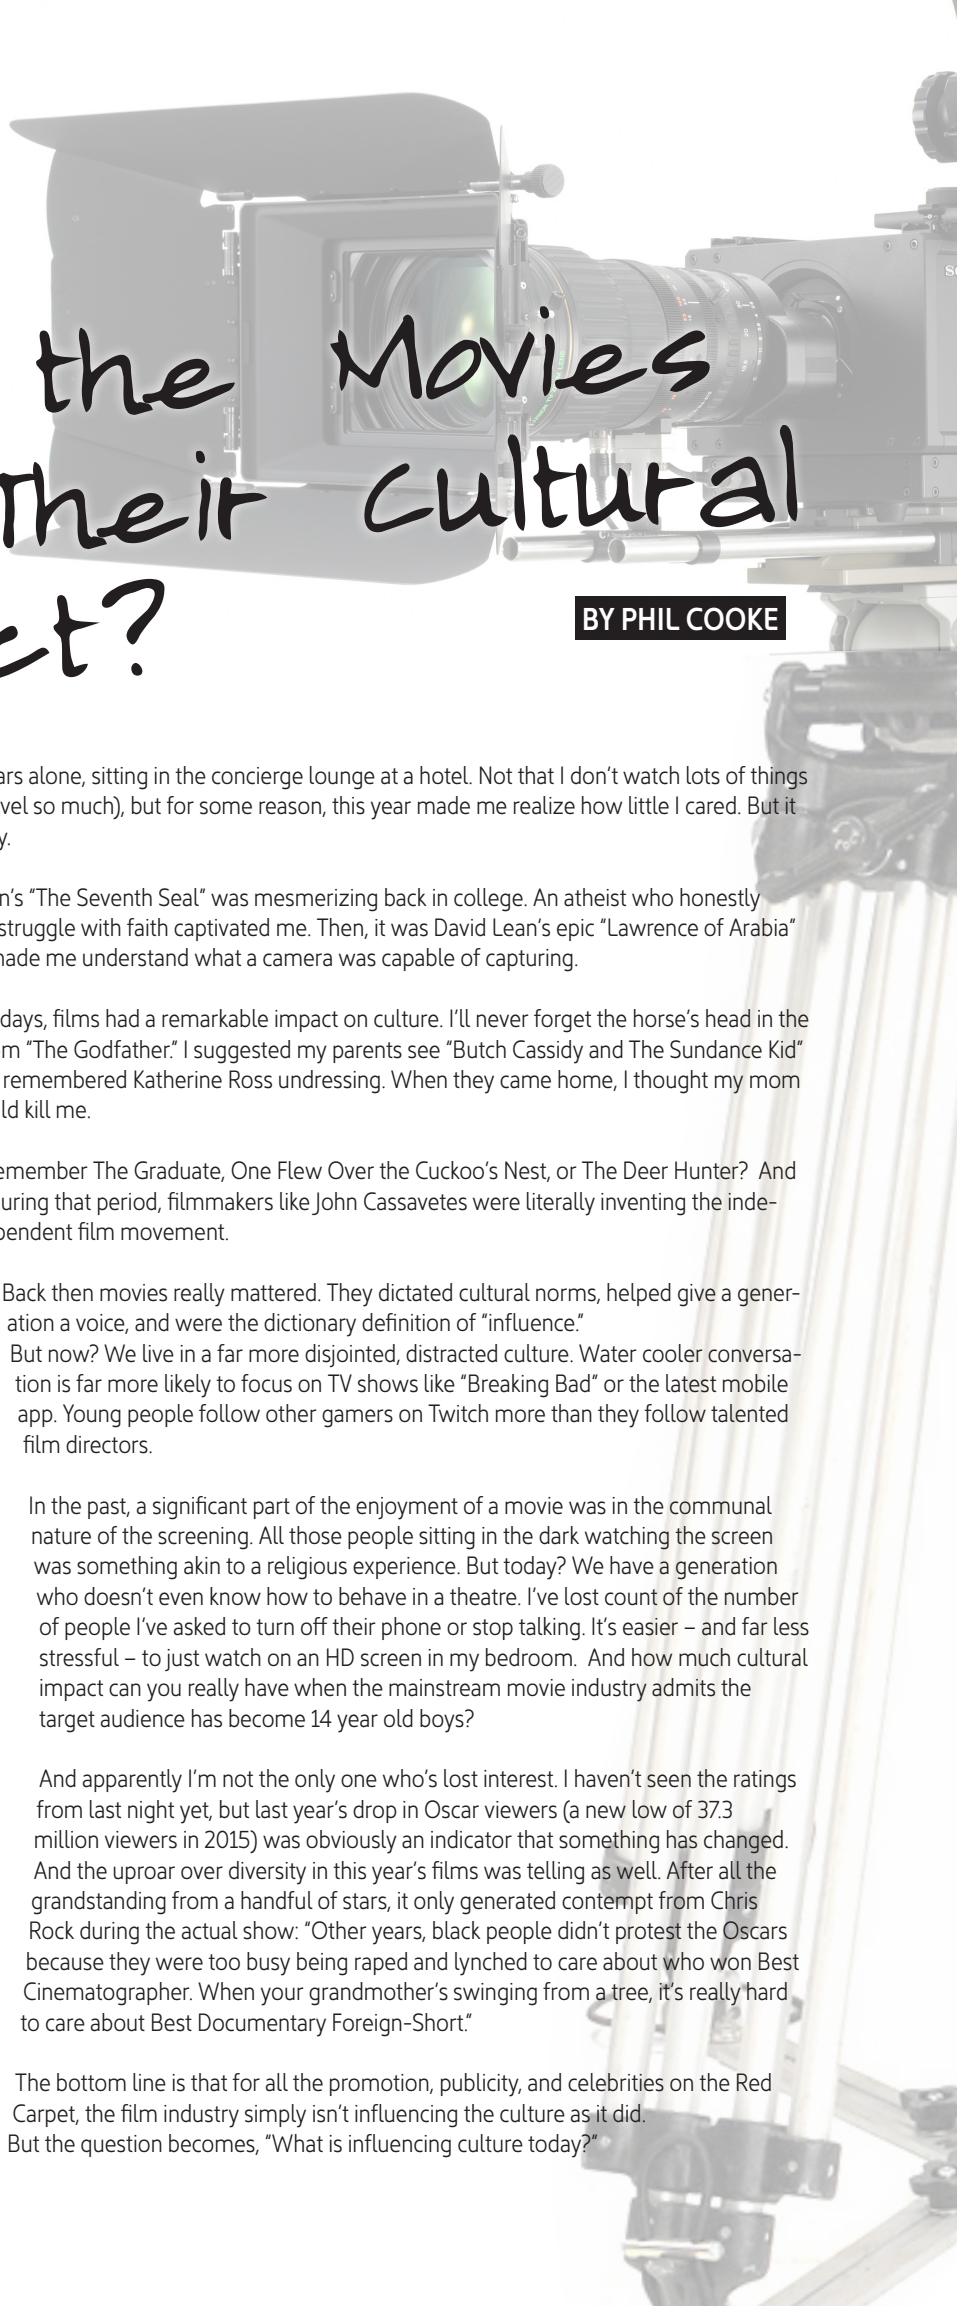 the Movies
Their Cultural
ct?
BY PHIL COOKE
ars alone, sitting in the concierge lounge at a hotel. Not that I don't watch lots of things
vel so much), but for some reason, this year made me realize how little I cared. But it
y.
n's “The Seventh Seal” was mesmerizing back in college. An atheist who honestly
struggle with faith captivated me. Then, it was David Lean's epic “Lawrence of Arabia”
made me understand what a camera was capable of capturing.
days, films had a remarkable impact on culture. I'll never forget the horse's head in the
m “The Godfather.” I suggested my parents see “Butch Cassidy and The Sundance Kid”
remembered Katherine Ross undressing. When they came home, I thought my mom
ld kill me.
emember The Graduate, One Flew Over the Cuckoo's Nest, or The Deer Hunter?  And
uring that period, filmmakers like John Cassavetes were literally inventing the inde-
pendent film movement.
Back then movies really mattered. They dictated cultural norms, helped give a gener-
ation a voice, and were the dictionary definition of “influence.”
But now? We live in a far more disjointed, distracted culture. Water cooler conversa-
tion is far more likely to focus on TV shows like “Breaking Bad” or the latest mobile
app. Young people follow other gamers on Twitch more than they follow talented
film directors.
In the past, a significant part of the enjoyment of a movie was in the communal
nature of the screening. All those people sitting in the dark watching the screen
was something akin to a religious experience. But today? We have a generation
who doesn't even know how to behave in a theatre. I've lost count of the number
of people I've asked to turn off their phone or stop talking. It's easier – and far less
stressful – to just watch on an HD screen in my bedroom.  And how much cultural
impact can you really have when the mainstream movie industry admits the
target audience has become 14 year old boys?
And apparently I'm not the only one who's lost interest. I haven't seen the ratings
from last night yet, but last year's drop in Oscar viewers (a new low of 37.3
million viewers in 2015) was obviously an indicator that something has changed.
And the uproar over diversity in this year's films was telling as well. After all the
grandstanding from a handful of stars, it only generated contempt from Chris
Rock during the actual show: “Other years, black people didn't protest the Oscars
because they were too busy being raped and lynched to care about who won Best
Cinematographer. When your grandmother's swinging from a tree, it's really hard
to care about Best Documentary Foreign-Short.”
The bottom line is that for all the promotion, publicity, and celebrities on the Red
Carpet, the film industry simply isn't influencing the culture as it did.
But the question becomes, “What is influencing culture today?”